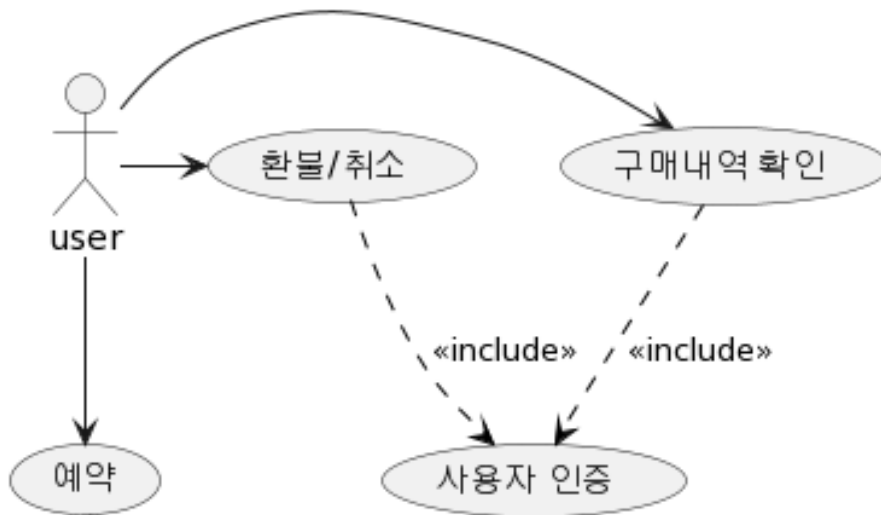 환불/취소
구매내역 확인
user
«include»
«include»
예약
사용자 인증